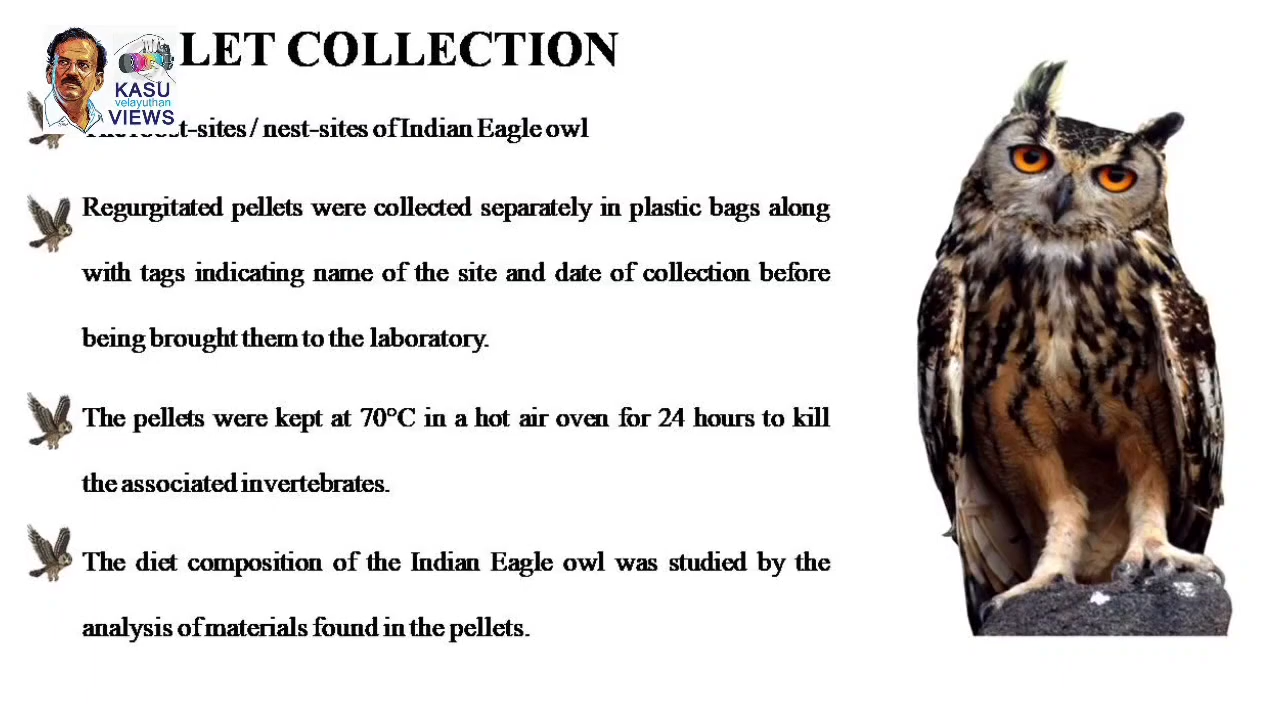 LET COLLECTION
KASU
velayuthan
VIEWS
-sites / nest-sites of Indian Eagle owl
Regurgitated pellets were collected separately in plastic bags along
with tags indicating name of the site and date of collection before
being brought them to the laboratory.
The pellets were kept at 70°C in a hot air oven for 24 hours to kill
the associated invertebrates.
The diet composition of the Indian Eagle owl was studied by the
analysis of materials found in the pellets.